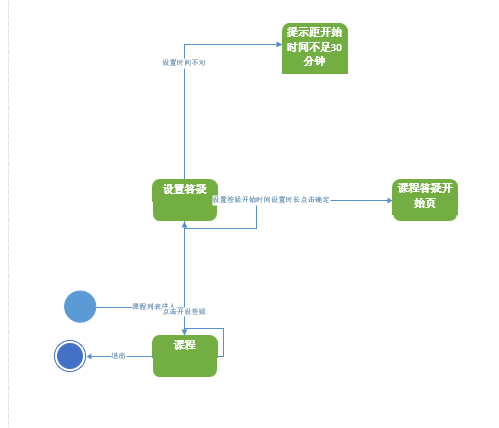 提示距开始
时间不足30
分钟
设置时间不对
设置答疑
设置答疑开始时间设置时长点击确定
课程答疑开
始页
课程列表进入
点击开设答疑
课程
退出